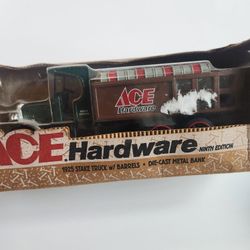 ACE
Hardware
ACE Hardware
NINTH EDITION
1925 STAKE TRUCK w/ BARRELS • DIE-CAST METAL BANK